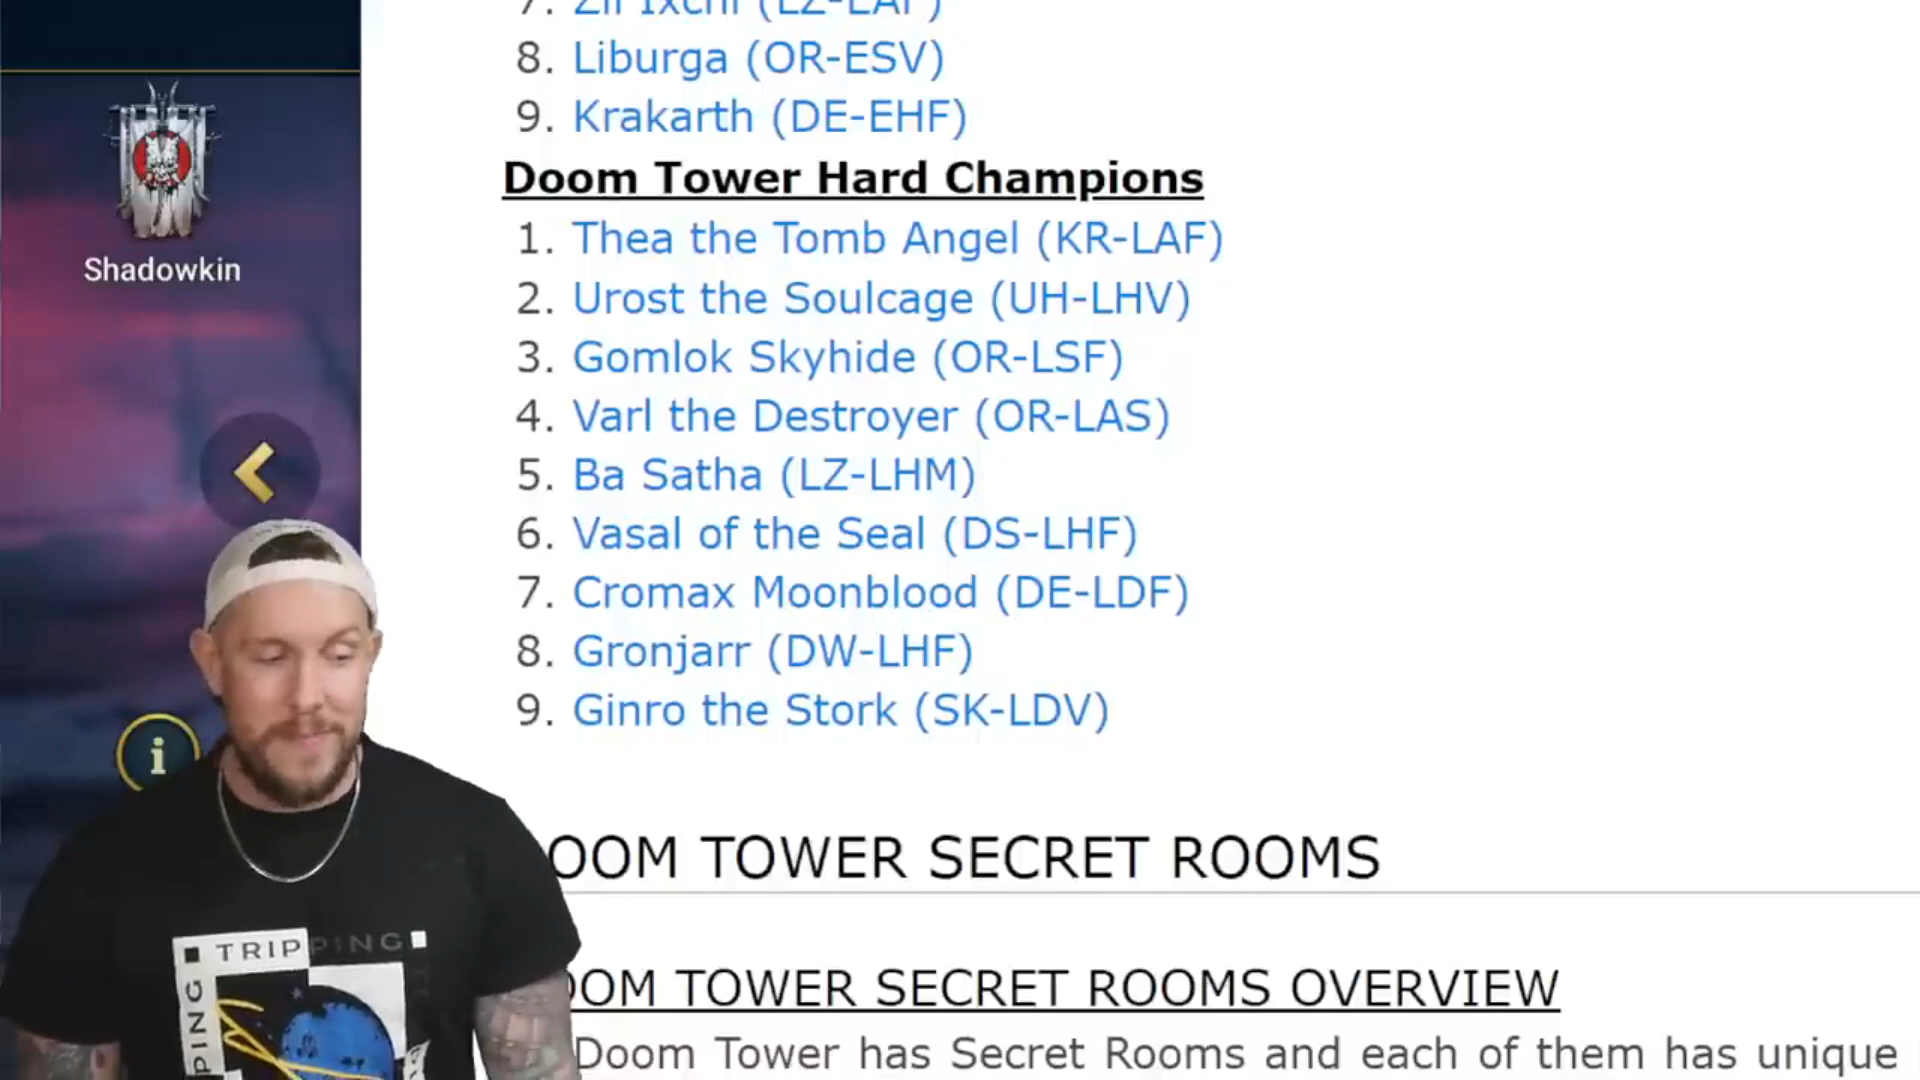 8. Liburga (OR-ESV)
9. Krakarth (DE-EHF)
Doom Tower Hard Champions
1. Thea the Tomb Angel (KR-LAF)
2. Urost the Soulcage (UH-LHV)
3. Gomlok Skyhide (OR-LSF)
4. Varl the Destroyer (OR-LAS)
5. Ba Satha (LZ-LHM)
6. Vasal of the Seal (DS-LHF)
7. Cromax Moonblood (DE-LDF)
8. Gronjarr (DW-LHF)
9. Ginro the Stork (SK-LDV)
Shadowkin
i
OOM TOWER SECRET ROOMS
OOM TOWER SECRET ROOMS OVERVIEW
Doom Tower has Secret Rooms and each of them has unique
TRIPPING
PING